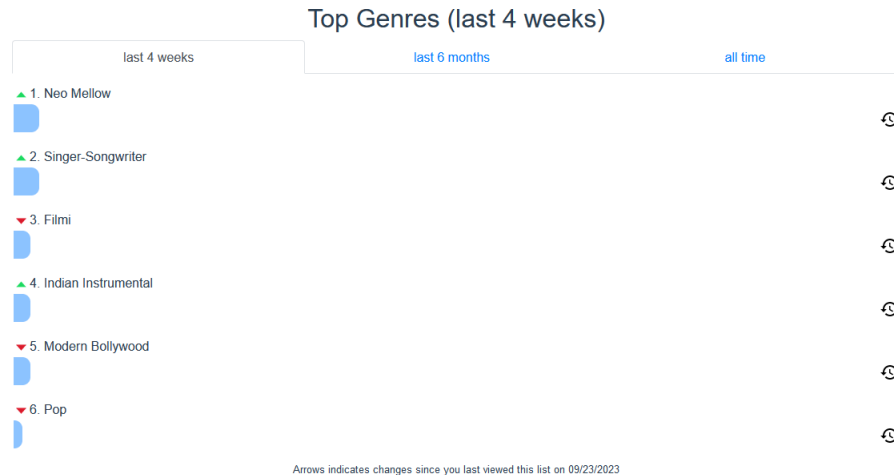 Top Genres (last 4 weeks)
last 4 weeks last 6 months all time
1. Neo Mellow
2. Singer-Songwriter
3. Filmi
4. Indian Instrumental
5. Modern Bollywood
6. Pop
Arrows indicates changes since you last viewed this list on 09/23/2023